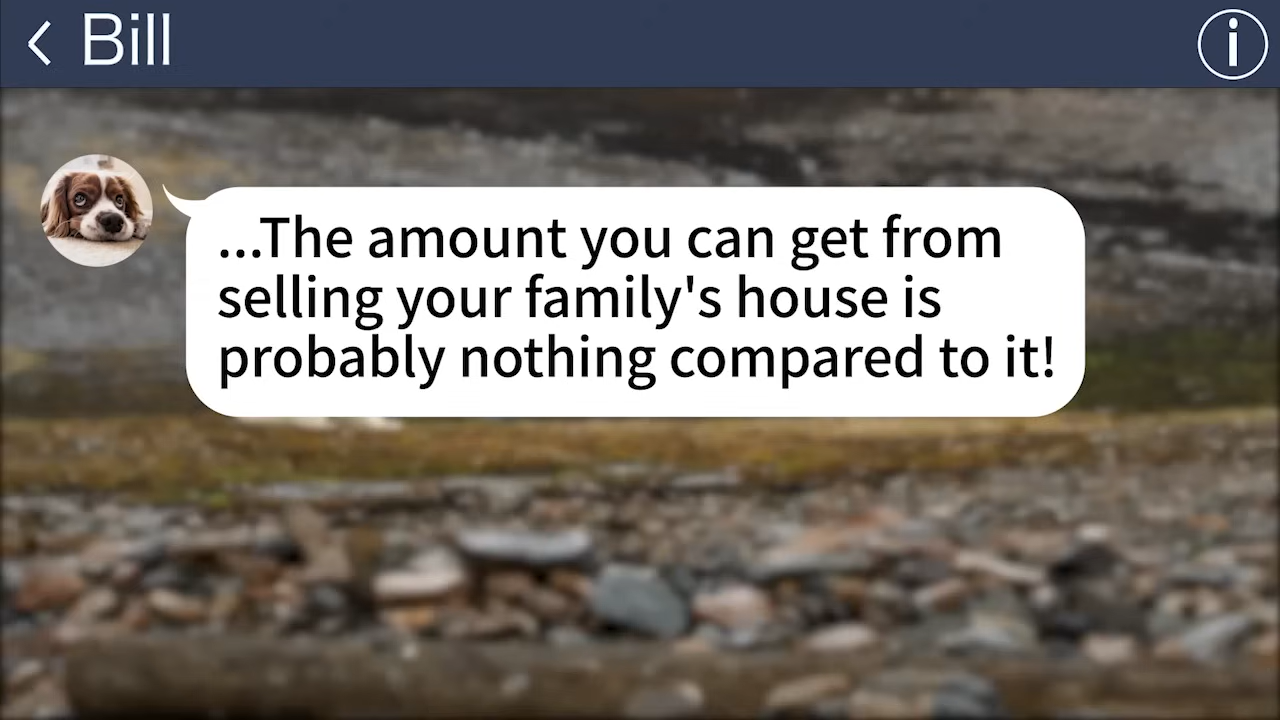 Bill
...The amount you can get from
selling your family's house is
probably nothing compared to it!